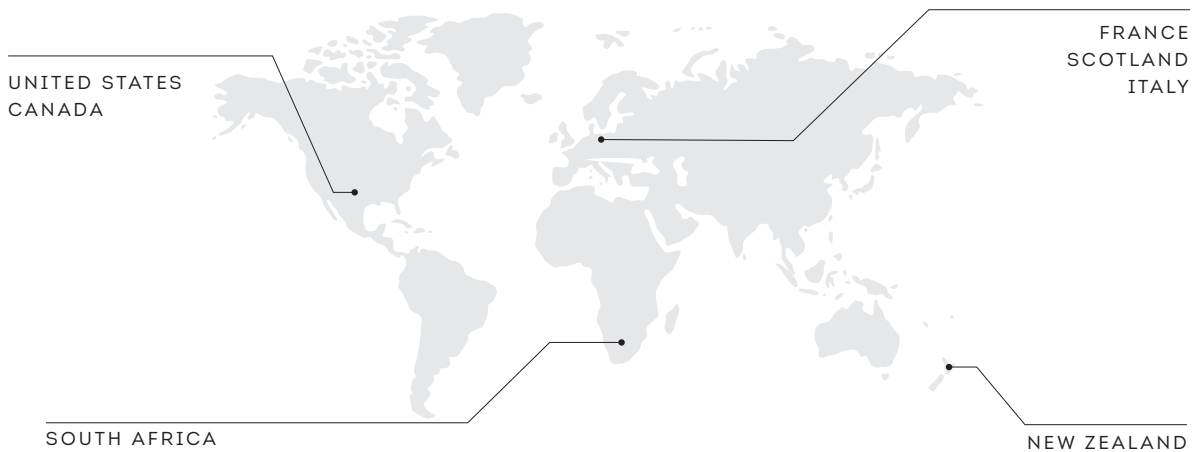 UNITED STATES
CANADA
FRANCE
SCOTLAND
ITALY
SOUTH AFRICA
NEW ZEALAND